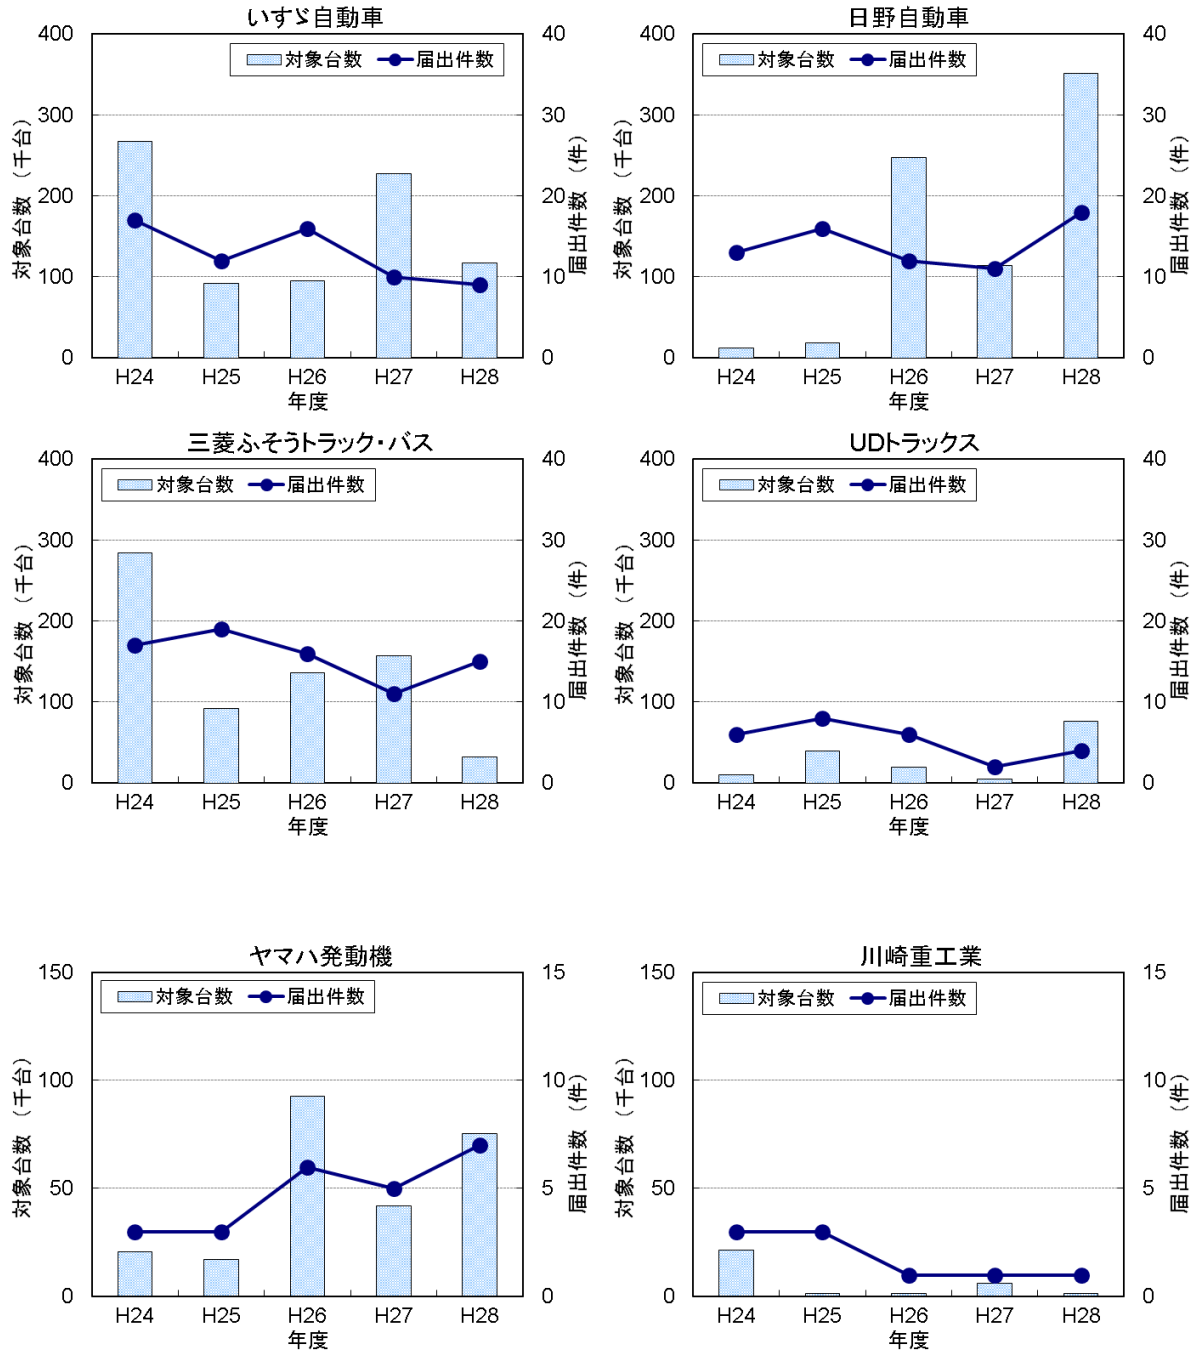 いすゞ自動車
対象台数 届出件数
400 40
300 30
200 20
100 10
0 0
対象台数（千台）
届出件数（件）
H24 H25 H26 H27 H28
年度
日野自動車
対象台数 届出件数
400 40
300 30
200 20
100 10
0 0
対象台数（千台）
届出件数（件）
H24 H25 H26 H27 H28
年度
三菱ふそうトラック・バス
対象台数 届出件数
400 40
300 30
200 20
100 10
0 0
対象台数（千台）
届出件数（件）
H24 H25 H26 H27 H28
年度
UDトラックス
対象台数 届出件数
400 40
300 30
200 20
100 10
0 0
対象台数（千台）
届出件数（件）
H24 H25 H26 H27 H28
年度
ヤマハ発動機
対象台数 届出件数
150 15
100 10
50 5
0 0
対象台数（千台）
届出件数（件）
H24 H25 H26 H27 H28
年度
川崎重工業
対象台数 届出件数
150 15
100 10
50 5
0 0
対象台数（千台）
届出件数（件）
H24 H25 H26 H27 H28
年度